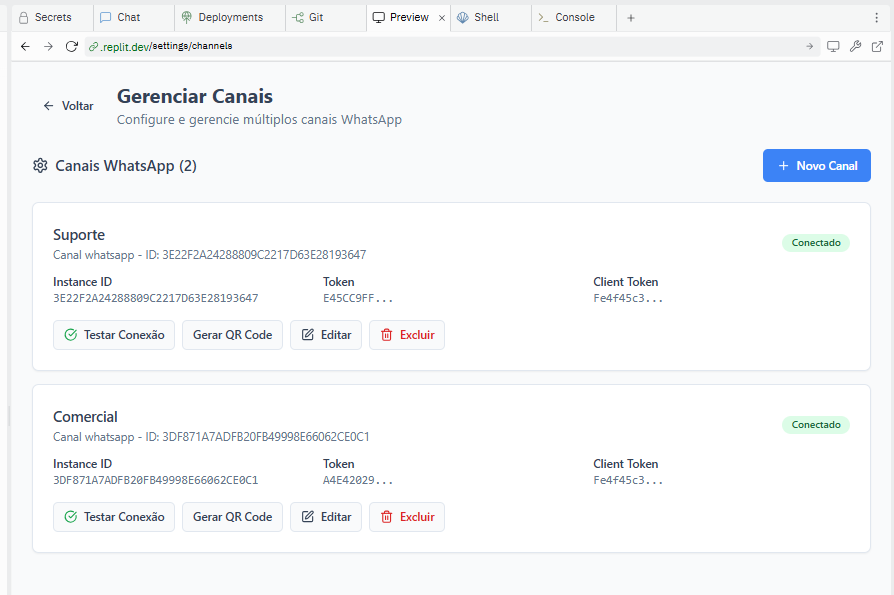 Secrets Chat Deployments Git Preview Shell Console
.replit.dev/settings/channels
Voltar
Gerenciar Canais
Configure e gerencie múltiplos canais WhatsApp
Canais WhatsApp (2)
+ Novo Canal
Suporte
Conectado
Canal whatsapp - ID: 3E22F2A24288809C2217D63E28193647
Instance ID Token Client Token
3E22F2A24288809C2217D63E28193647 E45CC9FF... Fe4f45c3...
Testar Conexão Gerar QR Code Editar Excluir
Comercial
Conectado
Canal whatsapp - ID: 3DF871A7ADFB20FB49998E66062CE0C1
Instance ID Token Client Token
3DF871A7ADFB20FB49998E66062CE0C1 A4E42029... Fe4f45c3...
Testar Conexão Gerar QR Code Editar Excluir